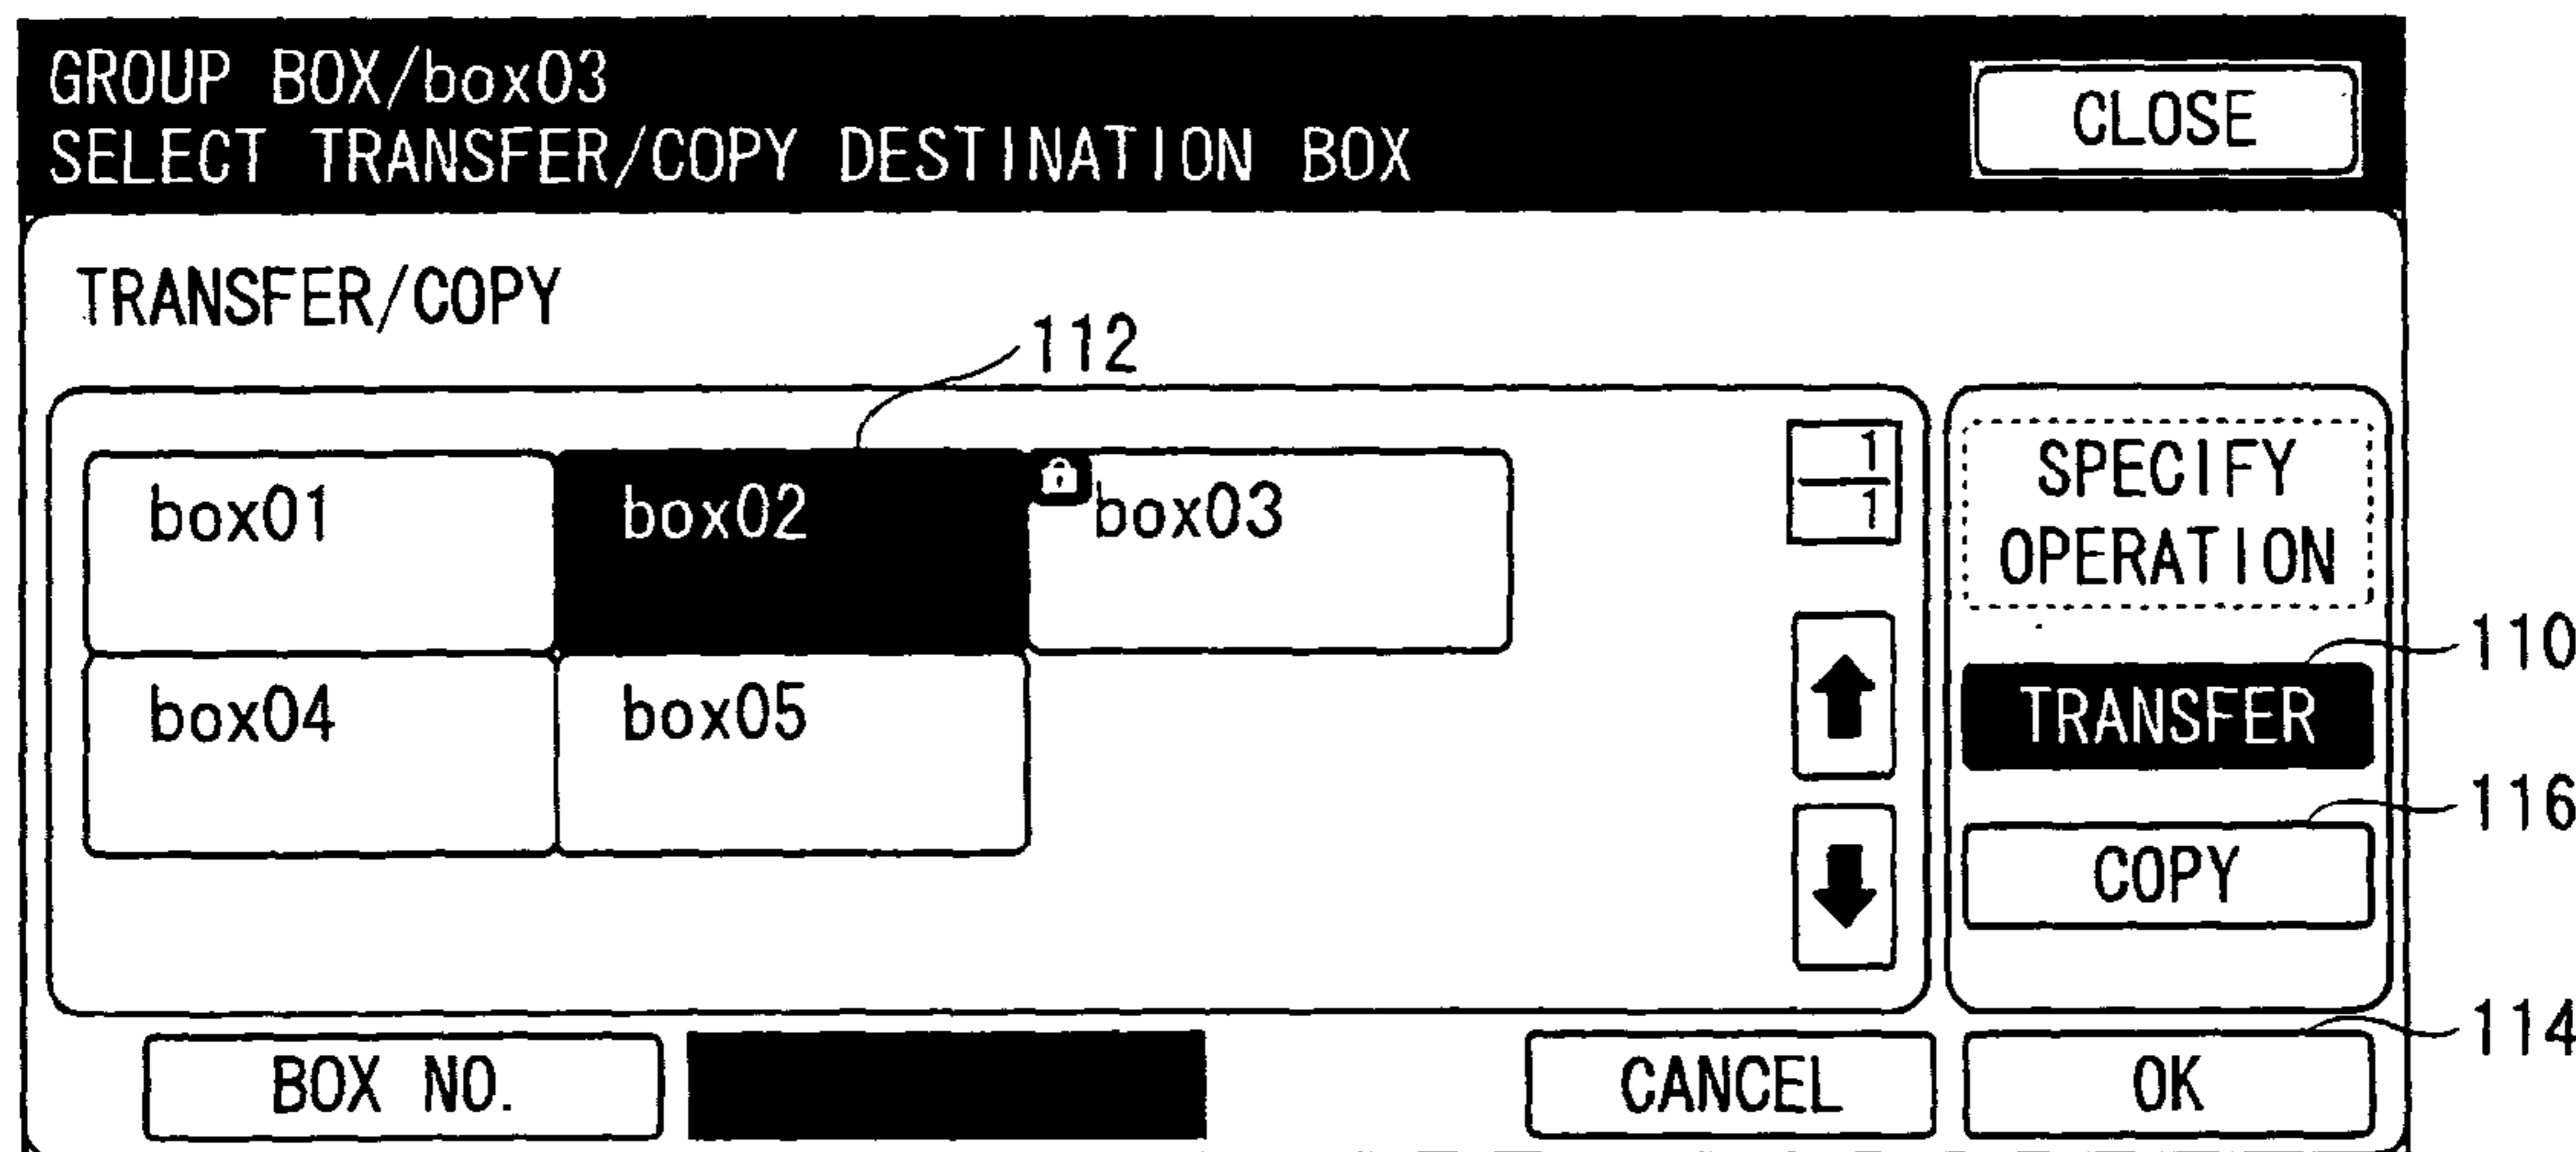 GROUP BOX/box03
CLOSE
SELECT TRANSFER/COPY DESTINATION BOX
TRANSFER/COPY
112
box01
box02
box03
1
1
box04
box05
SPECIFY
OPERATION
110
TRANSFER
116
COPY
114
BOX NO.
CANCEL
OK